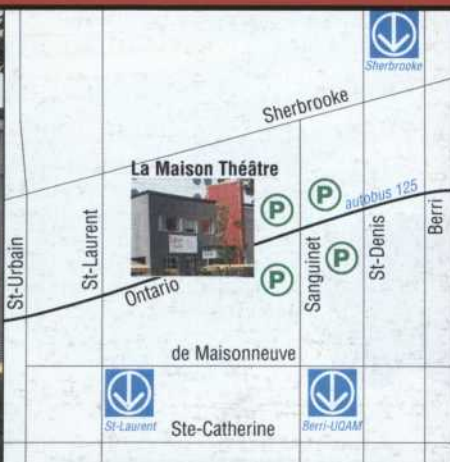 Sherbrooke
Sherbrooke
La Maison Théâtre
P
P
autobus 125
St-Urbain
St-Laurent
Ontario
P
Sanguinet
P
St-Denis
Berri
de Maisonneuve
St-Laurent
Ste-Catherine
Berri-UQAM